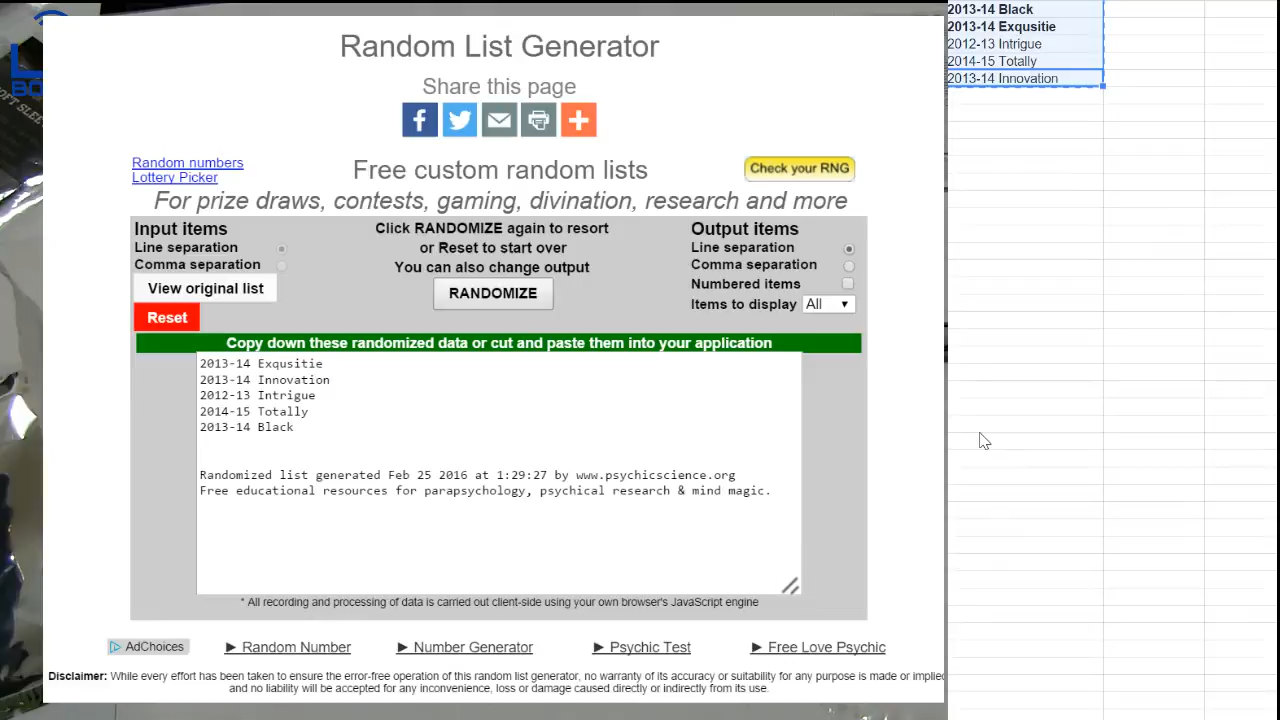 Random List Generator
Share this page
Random numbers
Lottery Picker
Free custom random lists
Check your RNG
For prize draws, contests, gaming, divination, research and more
Input items
Line separation
Comma separation
View original list
Reset
Click RANDOMIZE again to resort
or Reset to start over
You can also change output
RANDOMIZE
Output items
Line separation
Comma separation
Numbered items
Items to display All
Copy down these randomized data or cut and paste them into your application
2013-14 Exqusitie
2013-14 Innovation
2012-13 Intrigue
2014-15 Totally
2013-14 Black
Randomized list generated Feb 25 2016 at 1:29:27 by www.psychicscience.org
Free educational resources for parapsychology, psychical research & mind magic.
* All recording and processing of data is carried out client-side using your own browser's JavaScript engine
AdChoices
► Random Number
► Number Generator
► Psychic Test
► Free Love Psychic
Disclaimer: While every effort has been taken to ensure the error-free operation of this random list generator, no warranty of its accuracy or suitability for any purpose is made or implied
and no liability will be accepted for any inconvenience, loss or damage caused directly or indirectly from its use.
2013-14 Black
2013-14 Exqusitie
2012-13 Intrigue
2014-15 Totally
2013-14 Innovation